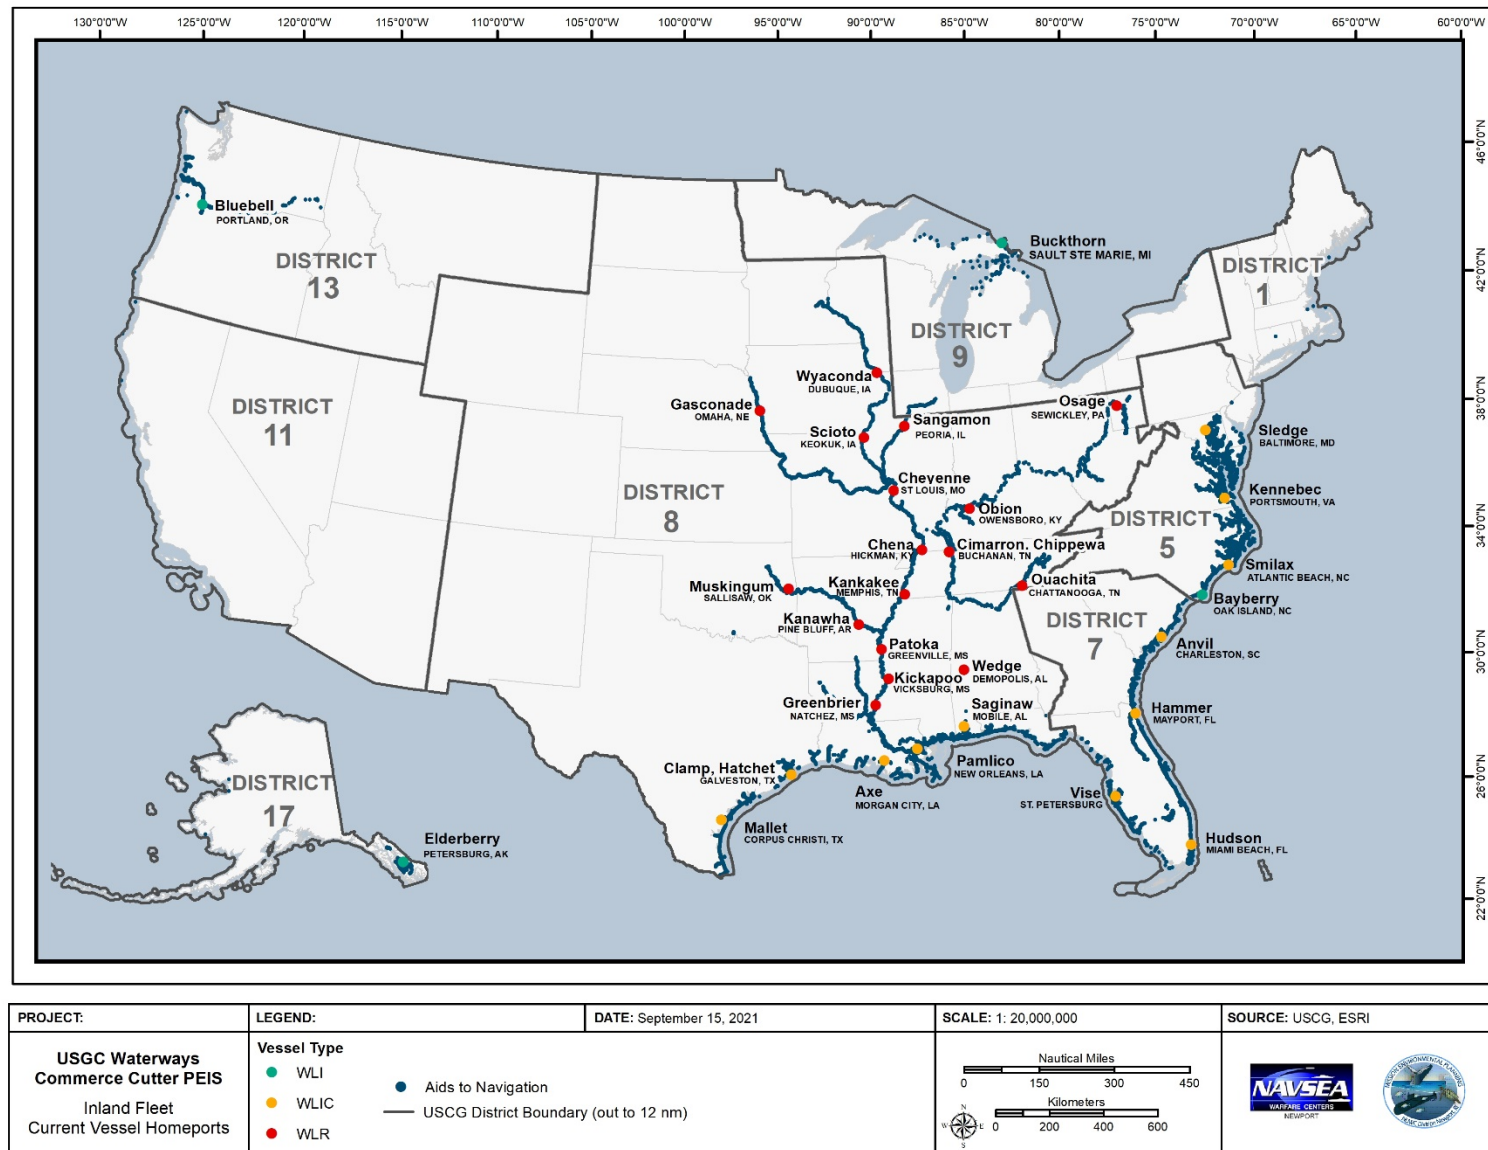 130°0'0"W 125°0'0"W 120°0'0"W 115°0'0"W 110°0'0"W 105°0'0"W 100°0'0"W 95°0'0"W 90°0'0"W 85°0'0"W 80°0'0"W 75°0'0"W 70°0'0"W 65°0'0"W 60°0'0"W
46°0'0"N
42°0'0"N
38°0'0"N
34°0'0"N
30°0'0"N
26°0'0"N
22°0'0"N
Bluebell
PORTLAND, OR
DISTRICT
13
Buckthorn
SAULT STE MARIE, MI
DISTRICT
1
DISTRICT
9
DISTRICT
11
Wyaconda
DUBUQUE, IA
Gasconade
OMAHA, NE
Scioto
KEOKUK, IA
Sangamon
PEORIA, IL
Osage
SEWICKLEY, PA
Sledge
BALTIMORE, MD
Cheyenne
ST LOUIS, MO
DISTRICT
8
Obion
OWENSBORO, KY
Kennebec
PORTSMOUTH, VA
DISTRICT
5
Chena
HICKMAN, KY
Cimarron. Chippewa
BUCHANAN, TN
Smilax
ATLANTIC BEACH, NC
Muskingum
SALLISAW, OK
Kankakee
MEMPHIS, TN
Ouachita
CHATTANOOGA, TN
Bayberry
OAK ISLAND, NC
Kanawha
PINE BLUFF, AR
DISTRICT
7
Anvil
CHARLESTON, SC
Patoka
GREENVILLE, MS
Wedge
DEMOPOLIS, AL
Kickapoo
VICKSBURG, MS
Greenbrier
NATCHEZ, MS
Saginaw
MOBILE, AL
Hammer
MAYPORT, FL
Clamp, Hatchet
GALVESTON, TX
Pamlico
NEW ORLEANS, LA
Axe
MORGAN CITY, LA
Vise
ST. PETERSBURG
Mallet
CORPUS CHRISTI, TX
Hudson
MIAMI BEACH, FL
DISTRICT
17
Elderberry
PETERSBURG, AK
PROJECT:
USGC Waterways
Commerce Cutter PEIS
Inland Fleet
Current Vessel Homeports
LEGEND:
Vessel Type
WLI
WLIC
WLR
Aids to Navigation
USCG District Boundary (out to 12 nm)
DATE: September 15, 2021
SCALE: 1: 20,000,000
Nautical Miles
0 150 300 450
Kilometers
0 200 400 600
N
W E
S
SOURCE: USCG, ESRI
NAVSEA
WARFARE CENTERS
NEWPORT